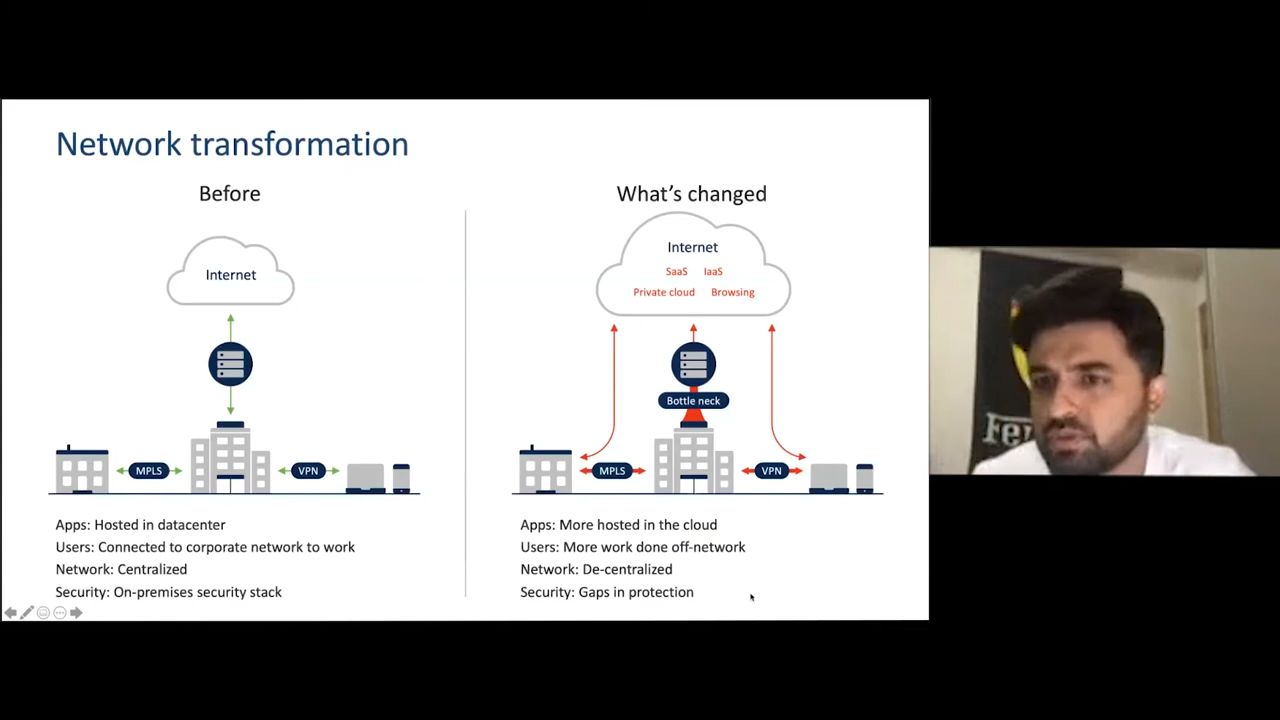 Network transformation
Before
Internet
MPLS
VPN
Apps: Hosted in datacenter
Users: Connected to corporate network to work
Network: Centralized
Security: On-premises security stack
What's changed
Internet
SaaS IaaS
Private cloud Browsing
Bottle neck
MPLS
VPN
Apps: More hosted in the cloud
Users: More work done off-network
Network: De-centralized
Security: Gaps in protection